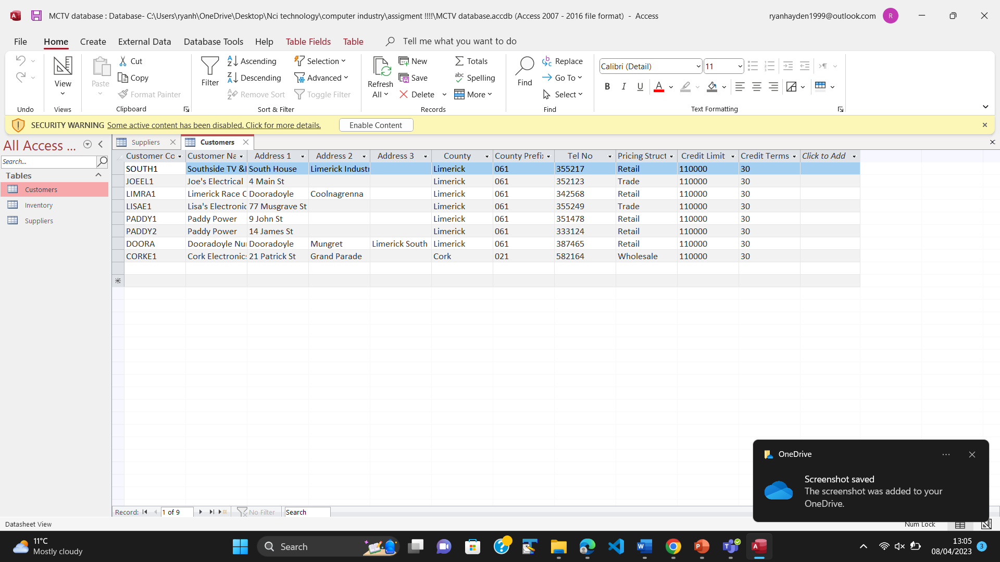 MCTV database : Database- C:\Users\ryanh\OneDrive\Desktop\Nci technology\computer industry\assigment !!!!\MCTV database.accdb (Access 2007 - 2016 file format) - Access
ryanhayden1999@outlook.com
R
File Home Create External Data Database Tools Help Table Fields Table Tell me what you want to do
Undo
View
Views
Paste
Cut
Copy
Format Painter
Clipboard
Filter
Ascending
Descending
Remove Sort
Selection
Advanced
Toggle Filter
Sort & Filter
Refresh
All
New
Save
Delete
Totals
Spelling
More
Records
Find
Replace
Go To
Select
Find
Calibri (Detail)
11
B I U A
Text Formatting
SECURITY WARNING Some active content has been disabled. Click for more details.
Enable Content
All Access ...
Search...
Tables
Customers
Inventory
Suppliers
Suppliers
Customers
Customer Co Customer Na Address 1 Address 2 Address 3 County County Prefix Tel No Pricing Struct Credit Limit Credit Terms Click to Add
SOUTH1 Southside TV & South House Limerick Industr Limerick 061 355217 Retail 110000 30
JOEEL1 Joe's Electrical 4 Main St Limerick 061 352123 Trade 110000 30
LIMRA1 Limerick Race C Dooradoyle Coolnagrenna Limerick 061 342568 Retail 110000 30
LISAE1 Lisa's Electronic 77 Musgrave St Limerick 061 355249 Trade 110000 30
PADDY1 Paddy Power 9 John St Limerick 061 351478 Retail 110000 30
PADDY2 Paddy Power 14 James St Limerick 061 333124 Retail 110000 30
DOORA Dooradoyle Nu Dooradoyle Mungret Limerick South Limerick 061 387465 Retail 110000 30
CORKE1 Cork Electronics 21 Patrick St Grand Parade Cork 021 582164 Wholesale 110000 30
Record: 1 of 9 No Filter Search
Datasheet View
Num Lock
OneDrive
Screenshot saved
The screenshot was added to your
OneDrive.
11°C
Mostly cloudy
Search
13:05
08/04/2023
3